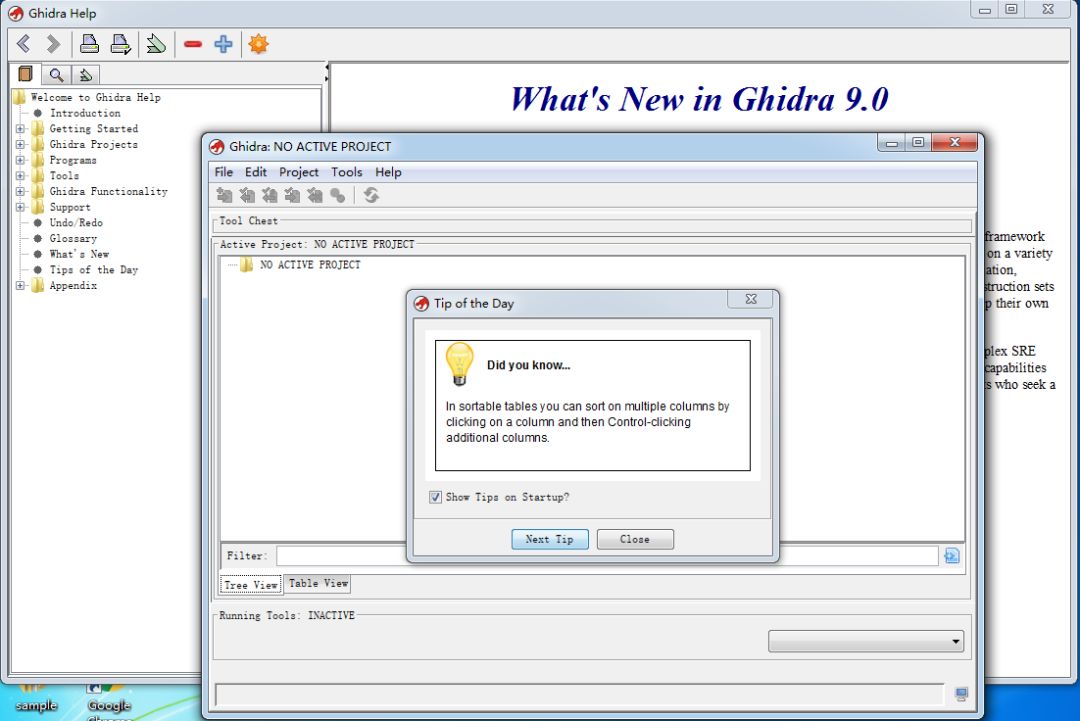 Ghidra Help
What's New in Ghidra 9.0
Welcome to Ghidra Help
Introduction
Getting Started
Ghidra Projects
Programs
Tools
Ghidra Functionality
Support
Undo/Redo
Glossary
What's New
Tips of the Day
Appendix
framework
on a variety
ation,
struction sets
p their own
plex SRE
capabilities
s who seek a
Ghidra: NO ACTIVE PROJECT
File Edit Project Tools Help
Tool Chest
Active Project: NO ACTIVE PROJECT
NO ACTIVE PROJECT
Tip of the Day
Did you know...
In sortable tables you can sort on multiple columns by
clicking on a column and then Control-clicking
additional columns.
Show Tips on Startup?
Next Tip Close
Filter:
Tree View Table View
Running Tools: INACTIVE
sample
Google
Chrome